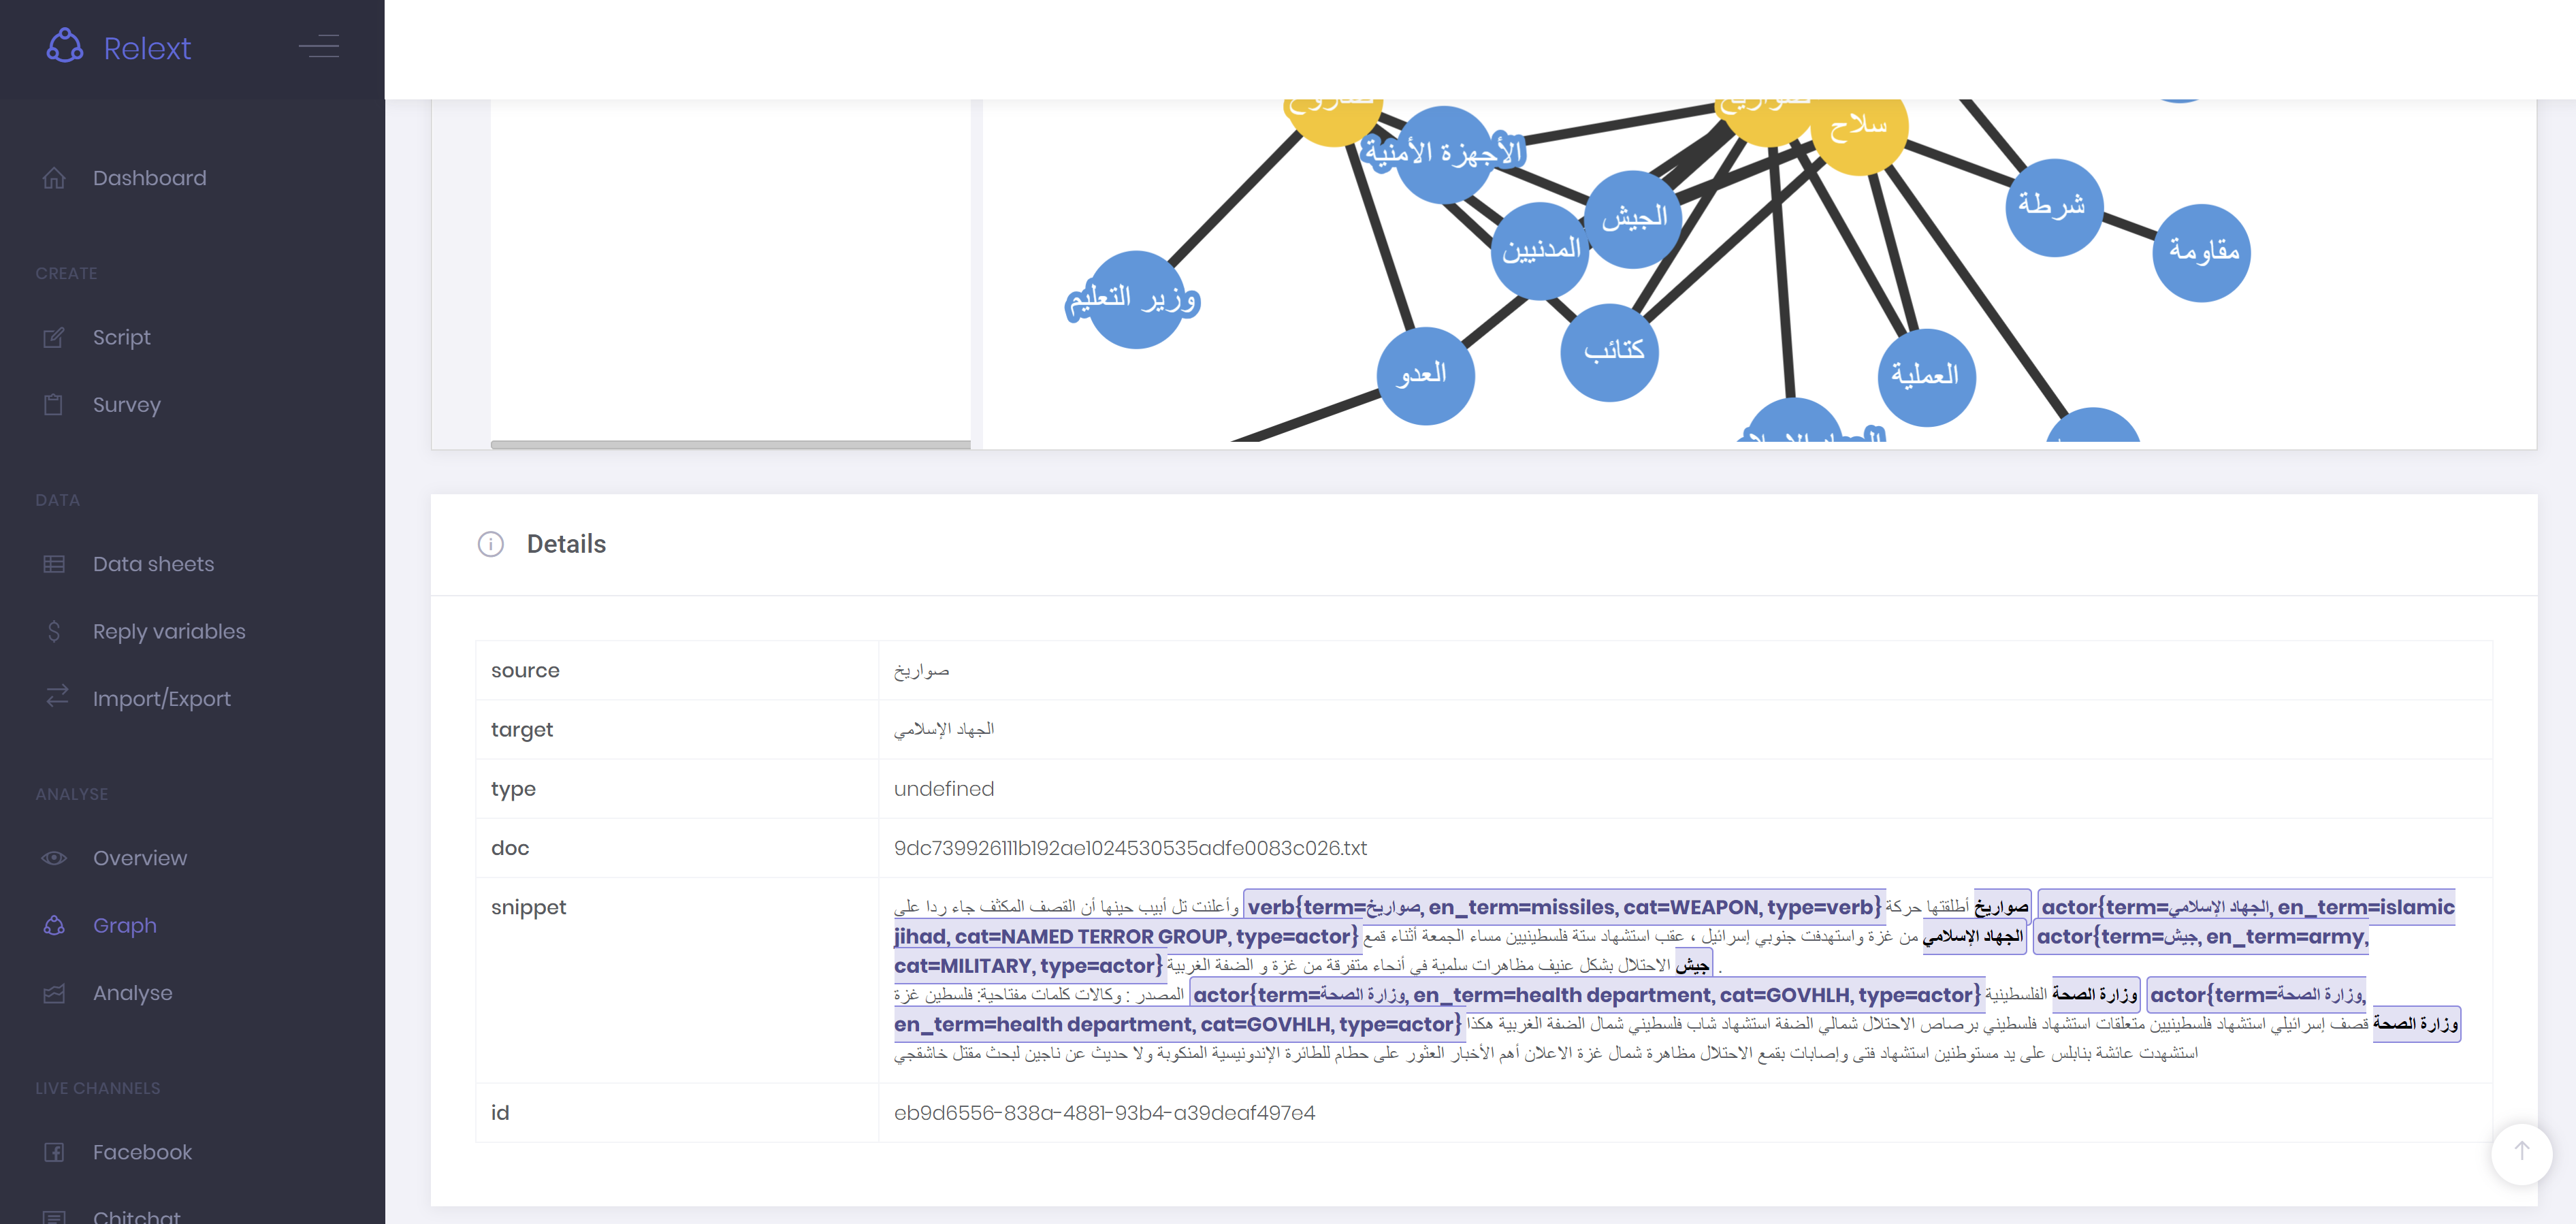 Relext
Dashboard
CREATE
Script
Survey
DATA
Data sheets
Reply variables
Import/Export
ANALYSE
Overview
Graph
Analyse
LIVE CHANNELS
Facebook
Chitchat
سلاح
الأجهزة الأمنية
الجيش
شرطة
المدنيين
مقاومة
وزير التعليم
كتائب
العدو
العملية
Details
source
صواريخ
target
الجهاد الإسلامي
type
undefined
doc
9dc739926111b192ae1024530535adfe0083c026.txt
snippet
وأعلنت تل أبيب حينها أن القصف المكثف جاء ردا على verb{term=صواريخ, en_term=missiles, cat=WEAPON, type=verb} صواريخ أطلقتها حركة actor{term=الجهاد الإسلامي, en_term=islamic
jihad, cat=NAMED TERROR GROUP, type=actor} الجهاد الإسلامي من غزة واستهدفت جنوبي إسرائيل ، عقب استشهاد ستة فلسطينيين مساء الجمعة أثناء قمع actor{term=جيش, en_term=army,
cat=MILITARY, type=actor} جيش الاحتلال بشكل عنيف مظاهرات سلمية في أنحاء متفرقة من غزة و الضفة الغربية .
المصدر : وكالات كلمات مفتاحية: فلسطين غزة actor{term=وزارة الصحة, en_term=health department, cat=GOVHLH, type=actor} وزارة الصحة الفلسطينية actor{term=وزارة الصحة,
en_term=health department, cat=GOVHLH, type=actor} وزارة الصحة قصف إسرائيلي استشهاد فلسطينيين متعلقات استشهاد فلسطيني برصاص الاحتلال شمالي الضفة استشهاد شاب فلسطيني شمال الضفة الغربية هكذا
استشهدت عائشة بنابلس على يد مستوطنين استشهاد فتى وإصابات بقمع الاحتلال مظاهرة شمال غزة الاعلان أهم الأخبار العثور على حطام للطائرة الإندونيسية المنكوبة ولا حديث عن ناجين لبحث مقتل خاشقجي
id
eb9d6556-838a-4881-93b4-a39deaf497e4